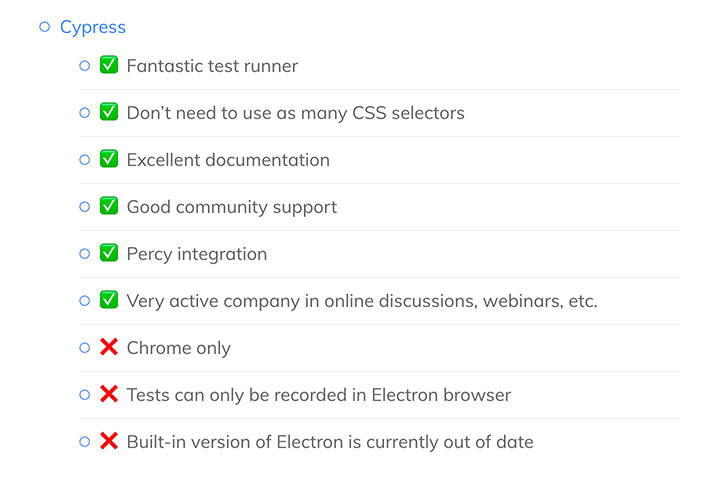 Cypress
✅ Fantastic test runner
✅ Don’t need to use as many CSS selectors
✅ Excellent documentation
✅ Good community support
✅ Percy integration
✅ Very active company in online discussions, webinars, etc.
❌ Chrome only
❌ Tests can only be recorded in Electron browser
❌ Built-in version of Electron is currently out of date